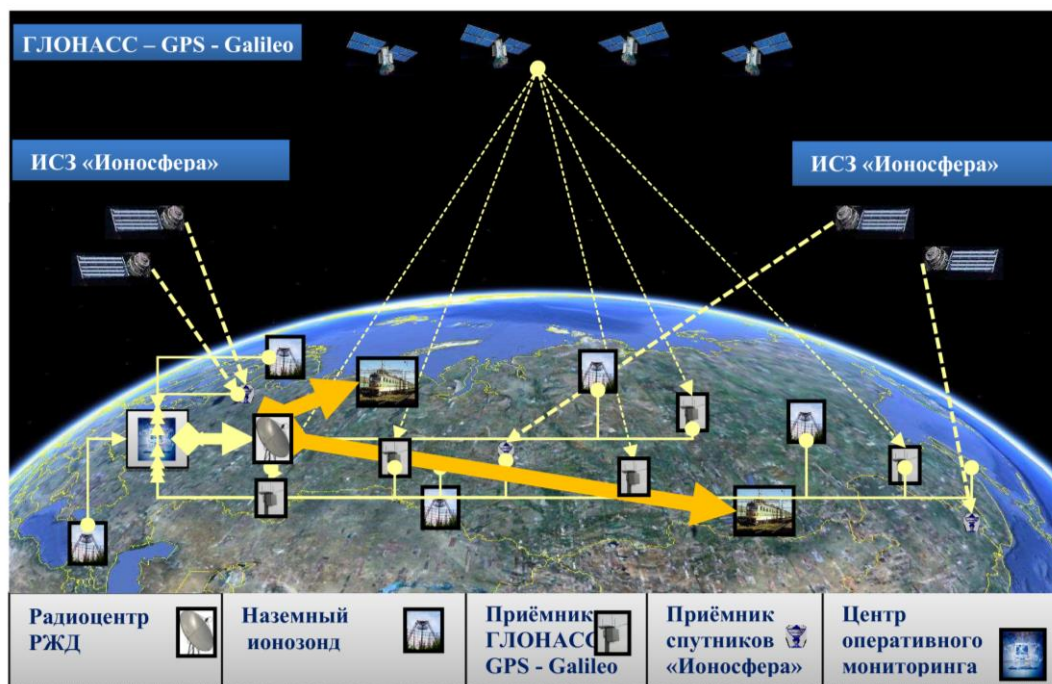 ГЛОНАСС – GPS - Galileo
ИСЗ «Ионосфера»
ИСЗ «Ионосфера»
Радиоцентр
РЖД
Наземный
ионозонд
Приёмник
ГЛОНАСС
GPS - Galileo
Приёмник
спутников
«Ионосфера»
Центр
оперативного
мониторинга